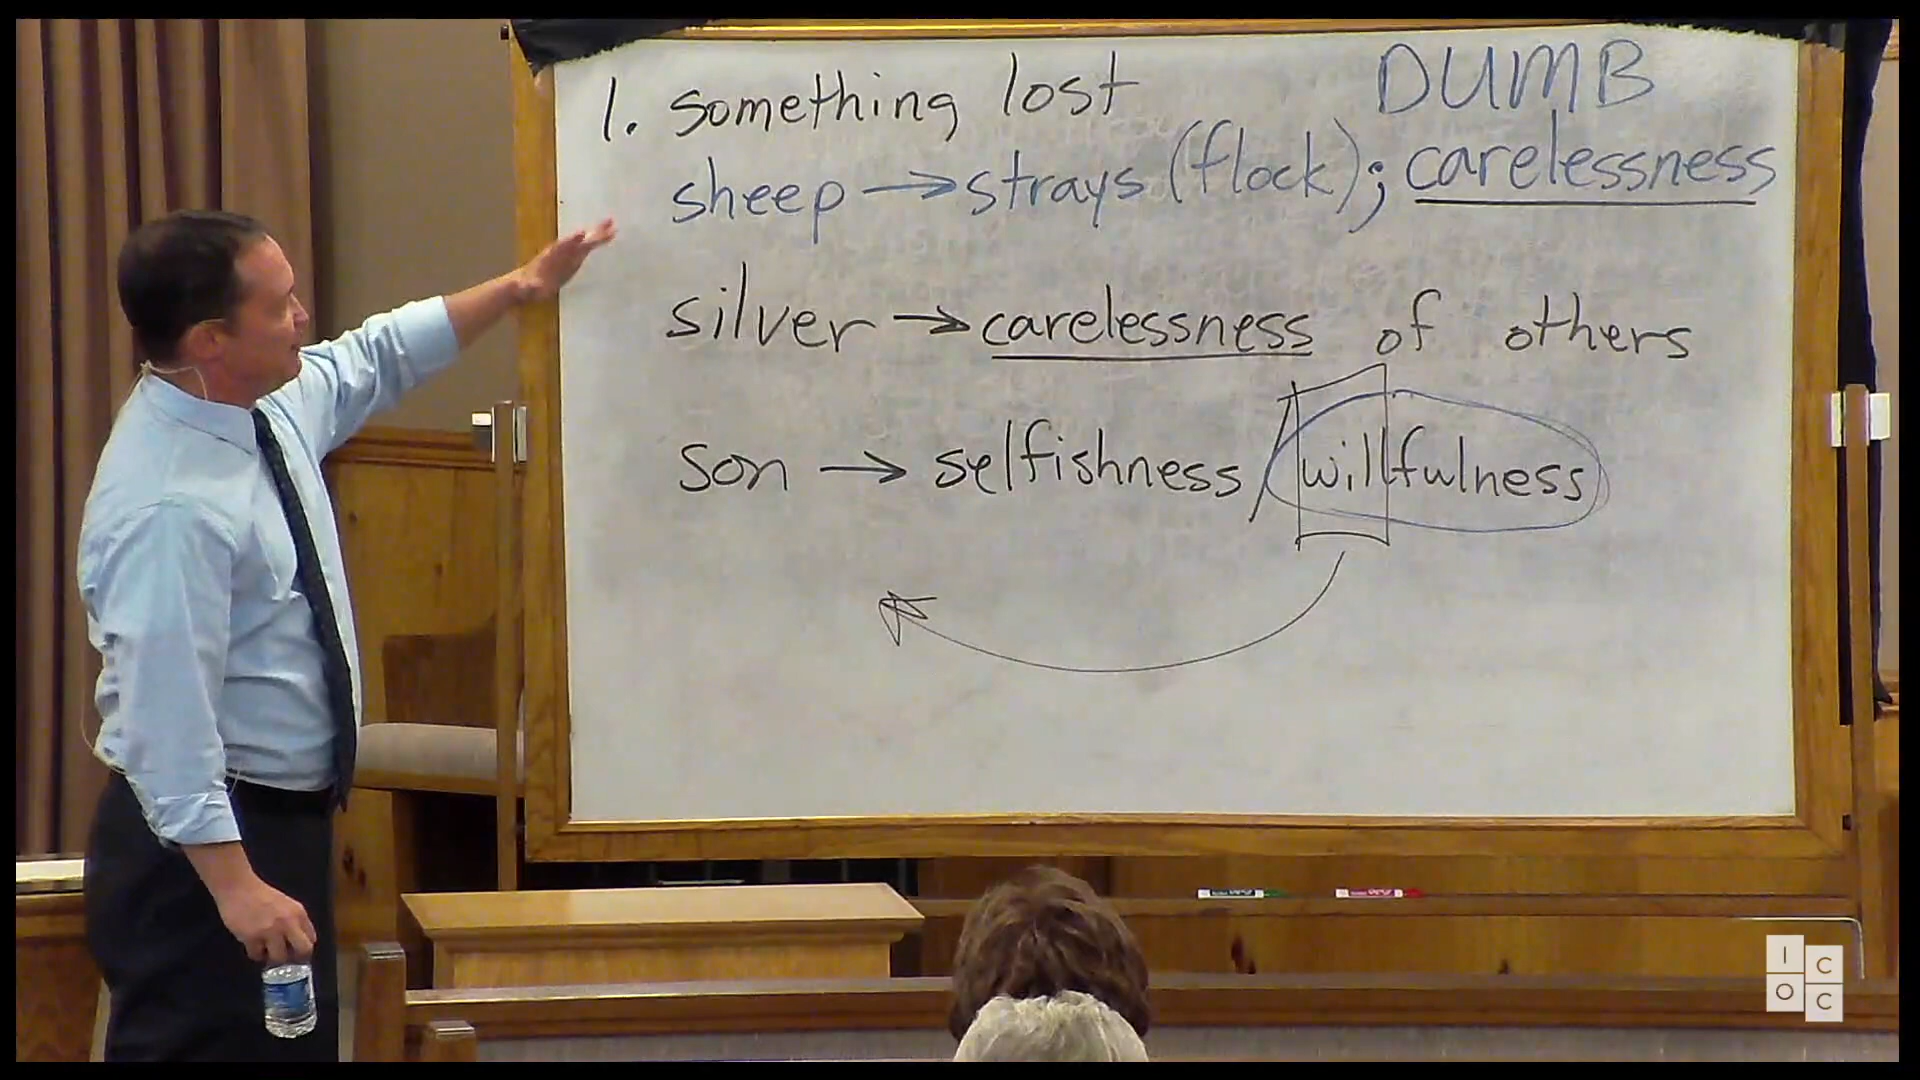 DUMB
1. something lost
sheep → strays (flock); carelessness
silver → carelessness of others
son → selfishness / willfulness
I C
O C